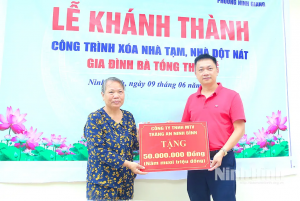 PHƯỜNG NINH GIANG
LỄ KHÁNH THÀNH
CÔNG TRÌNH XÓA NHÀ TẠM, NHÀ DỘT NÁT
GIA ĐÌNH BÀ TỐNG TH
Ninh, ngày 09 tháng 06 năm
CÔNG TY TNHH MTV
TRÀNG AN NINH BÌNH
TẶNG
50.000.000 Đồng
(Năm mươi triệu đồng)